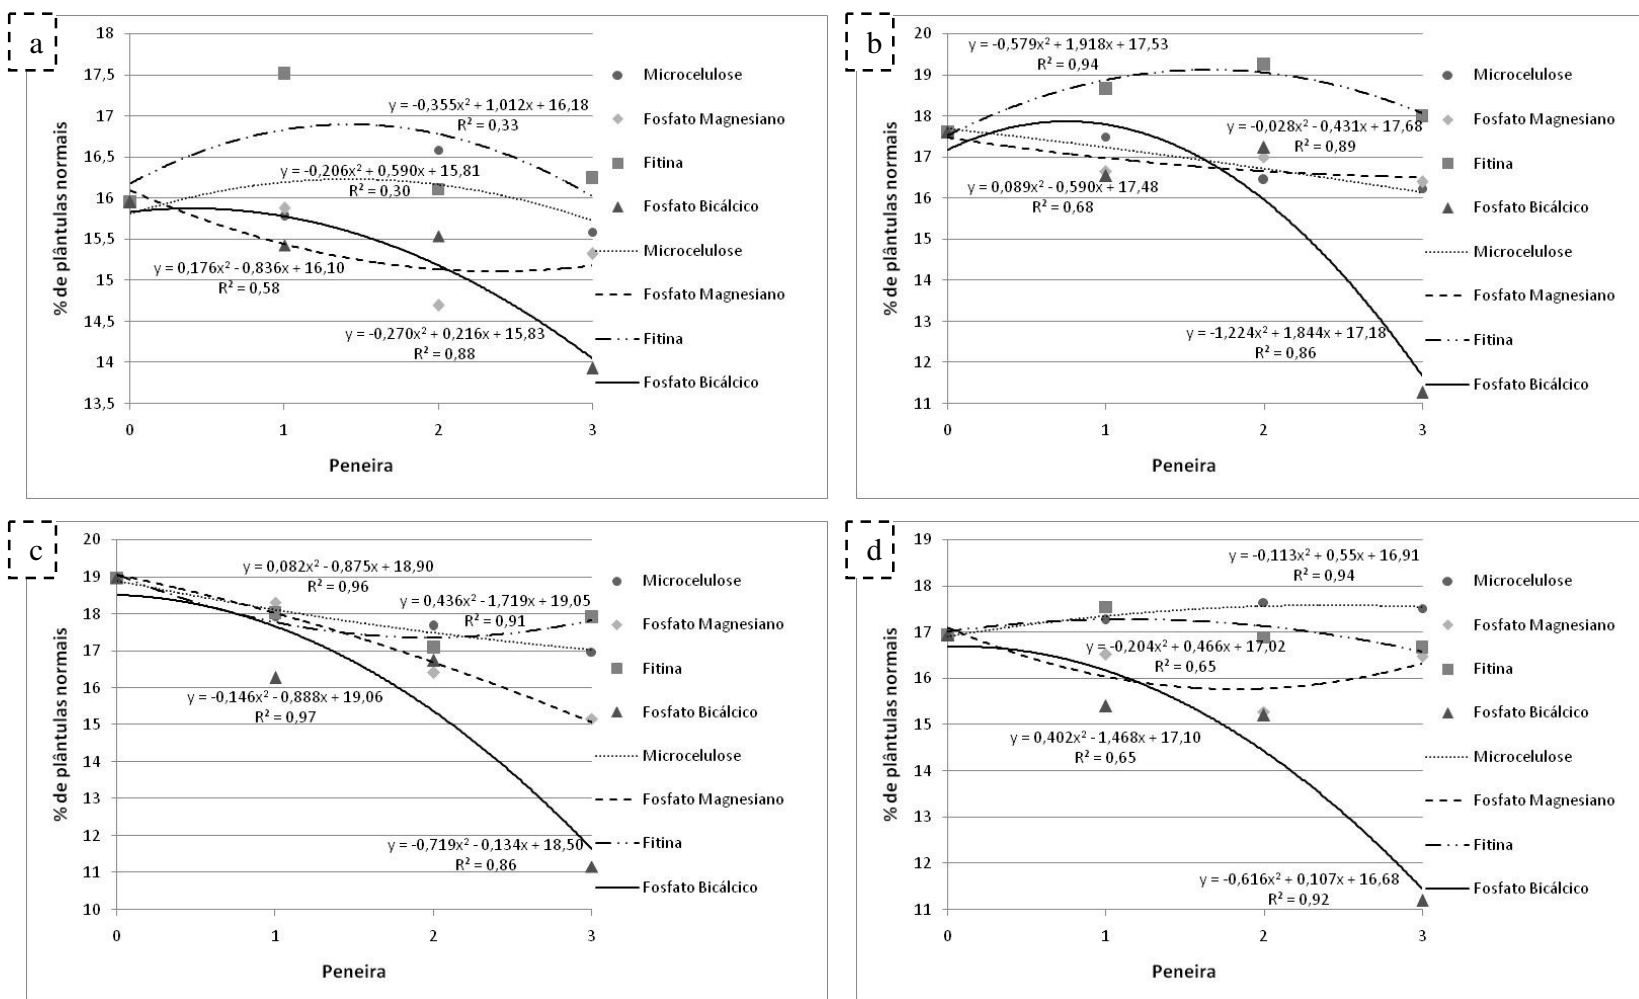 a
% de plântulas normais
18
17,5
17
16,5
16
15,5
15
14,5
14
13,5
y = -0,355x² + 1,012x + 16,18
R² = 0,33
y = -0,206x² + 0,590x + 15,81
R² = 0,30
y = 0,176x² - 0,836x + 16,10
R² = 0,58
y = -0,270x² + 0,216x + 15,83
R² = 0,88
0 1 2 3
Peneira
Microcelulose
Fosfato Magnesiano
Fitina
Fosfato Bicálcico
Microcelulose
Fosfato Magnesiano
Fitina
Fosfato Bicálcico
b
% de plântulas normais
20
19
18
17
16
15
14
13
12
11
y = -0,579x² + 1,918x + 17,53
R² = 0,94
y = -0,028x² - 0,431x + 17,68
R² = 0,89
y = 0,089x² - 0,590x + 17,48
R² = 0,68
y = -1,224x² + 1,844x + 17,18
R² = 0,86
0 1 2 3
Peneira
Microcelulose
Fosfato Magnesiano
Fitina
Fosfato Bicálcico
Microcelulose
Fosfato Magnesiano
Fitina
Fosfato Bicálcico
c
% de plântulas normais
20
19
18
17
16
15
14
13
12
11
10
y = 0,082x² - 0,875x + 18,90
R² = 0,96
y = 0,436x² - 1,719x + 19,05
R² = 0,91
y = -0,146x² - 0,888x + 19,06
R² = 0,97
y = -0,719x² - 0,134x + 18,50
R² = 0,86
0 1 2 3
Peneira
Microcelulose
Fosfato Magnesiano
Fitina
Fosfato Bicálcico
Microcelulose
Fosfato Magnesiano
Fitina
Fosfato Bicálcico
d
% de plântulas normais
19
18
17
16
15
14
13
12
11
y = -0,113x² + 0,55x + 16,91
R² = 0,94
y = -0,204x² + 0,466x + 17,02
R² = 0,65
y = 0,402x² - 1,468x + 17,10
R² = 0,65
y = -0,616x² + 0,107x + 16,68
R² = 0,92
0 1 2 3
Peneira
Microcelulose
Fosfato Magnesiano
Fitina
Fosfato Bicálcico
Microcelulose
Fosfato Magnesiano
Fitina
Fosfato Bicálcico